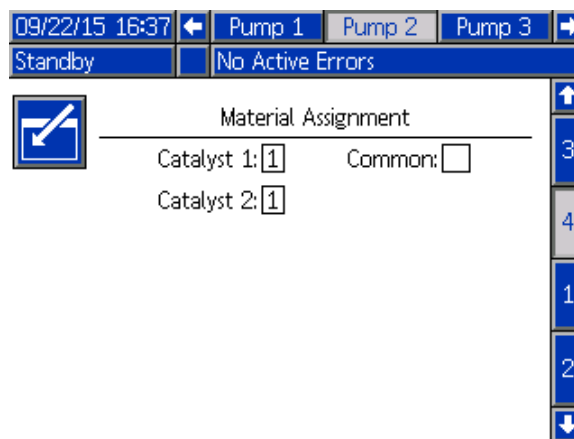 09/22/15 16:37 Pump 1 Pump 2 Pump 3
Standby No Active Errors
Material Assignment
Catalyst 1: 1 Common:
Catalyst 2: 1
3
4
1
2